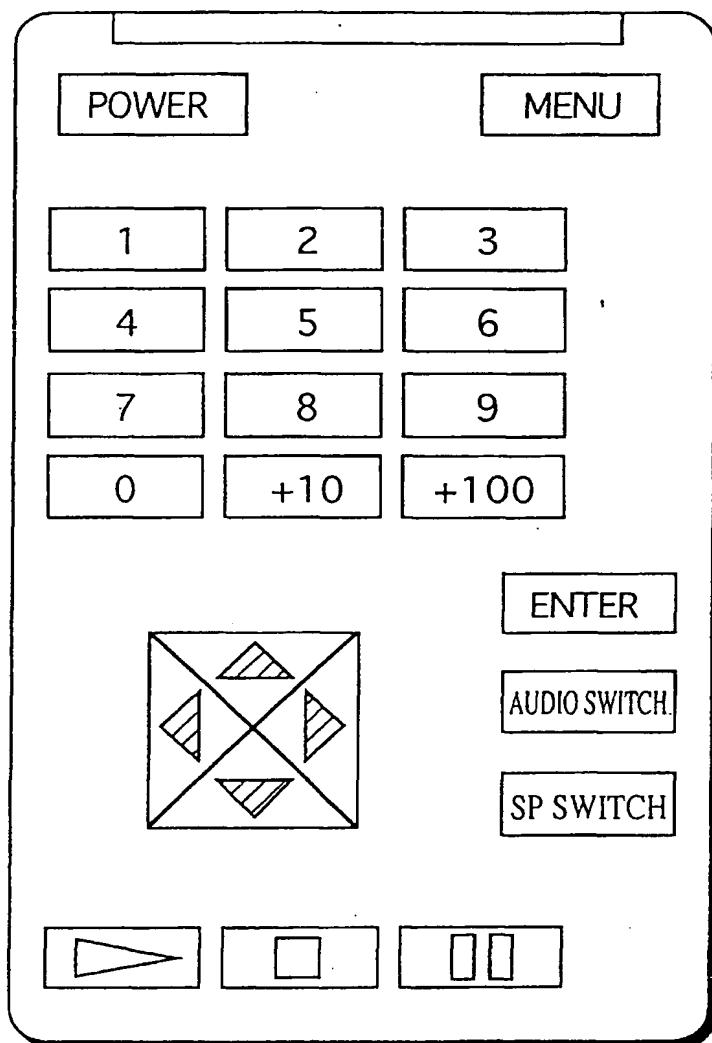 POWER MENU
1 2 3
4 5 6
7 8 9
0 +10 +100
ENTER
AUDIO SWITCH.
SP SWITCH